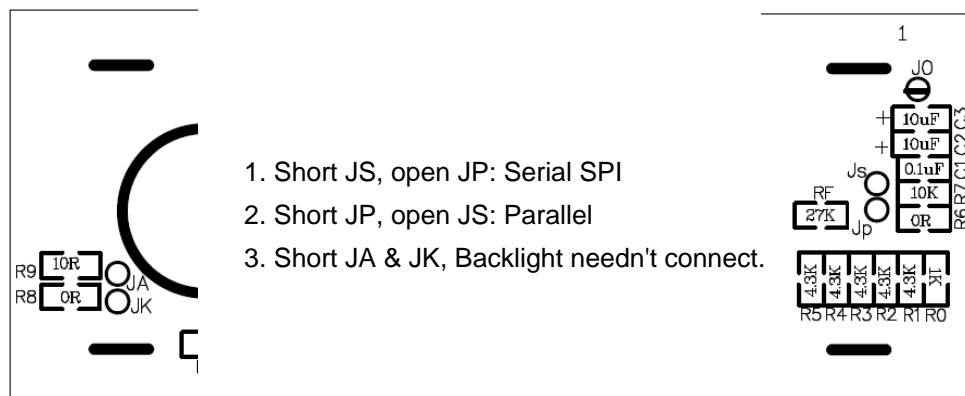 1
JO
10uF C3
10uF C2
1. Short JS, open JP: Serial SPI
Js 0.1uF C1
RF 10K R7
2. Short JP, open JS: Parallel
27K Jp 0R R6
R9 10R JA
3. Short JA & JK, Backlight needn't connect.
R8 0R JK
4.3K 4.3K 4.3K 4.3K 4.3K 1K
R5 R4 R3 R2 R1 R0